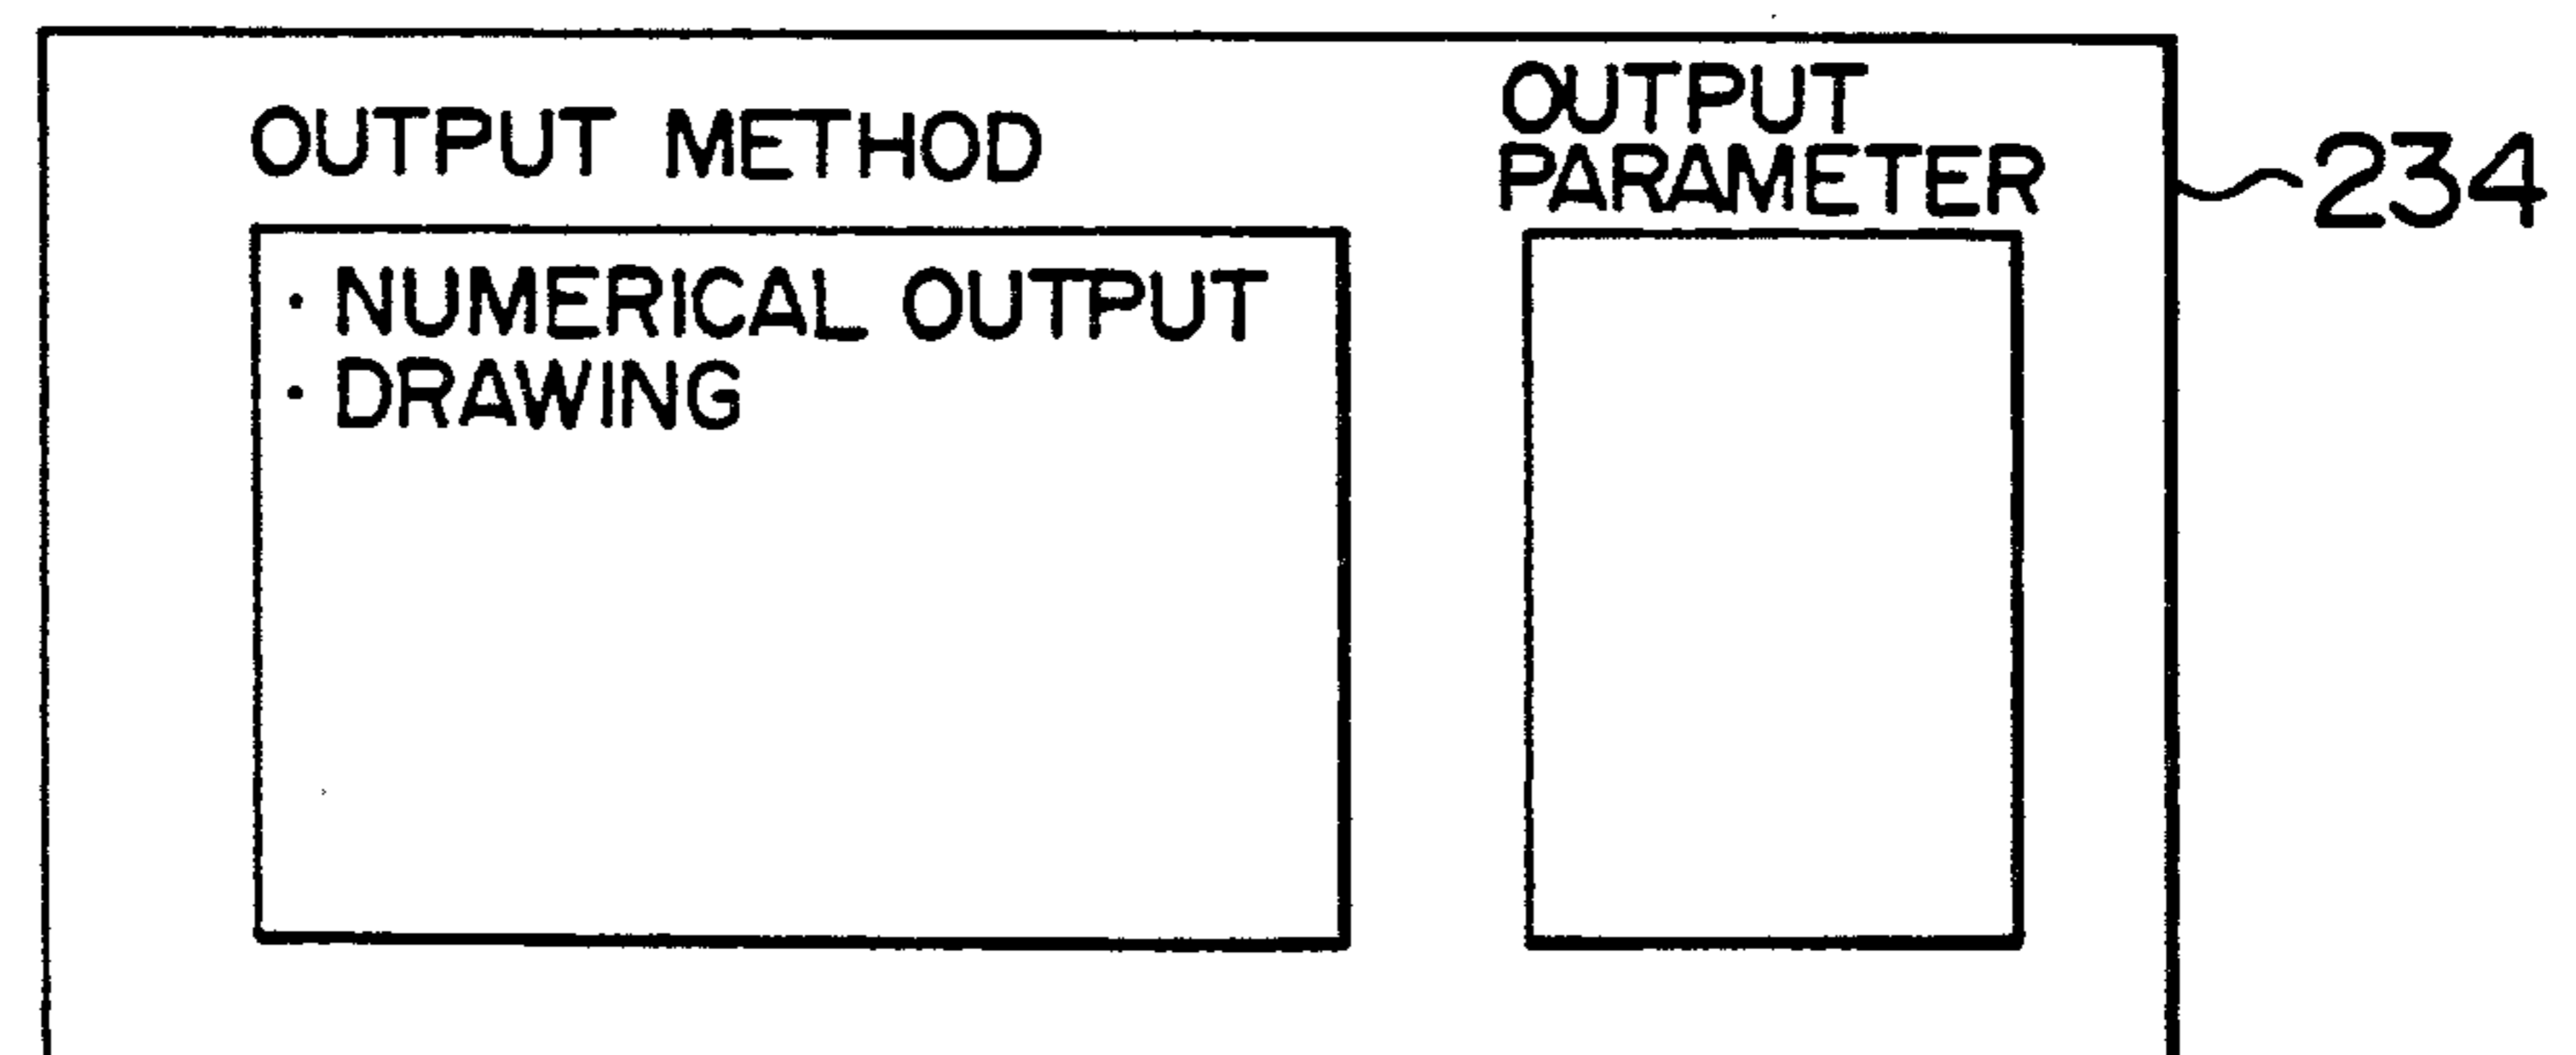 OUTPUT METHOD
· NUMERICAL OUTPUT
· DRAWING
OUTPUT
PARAMETER
234